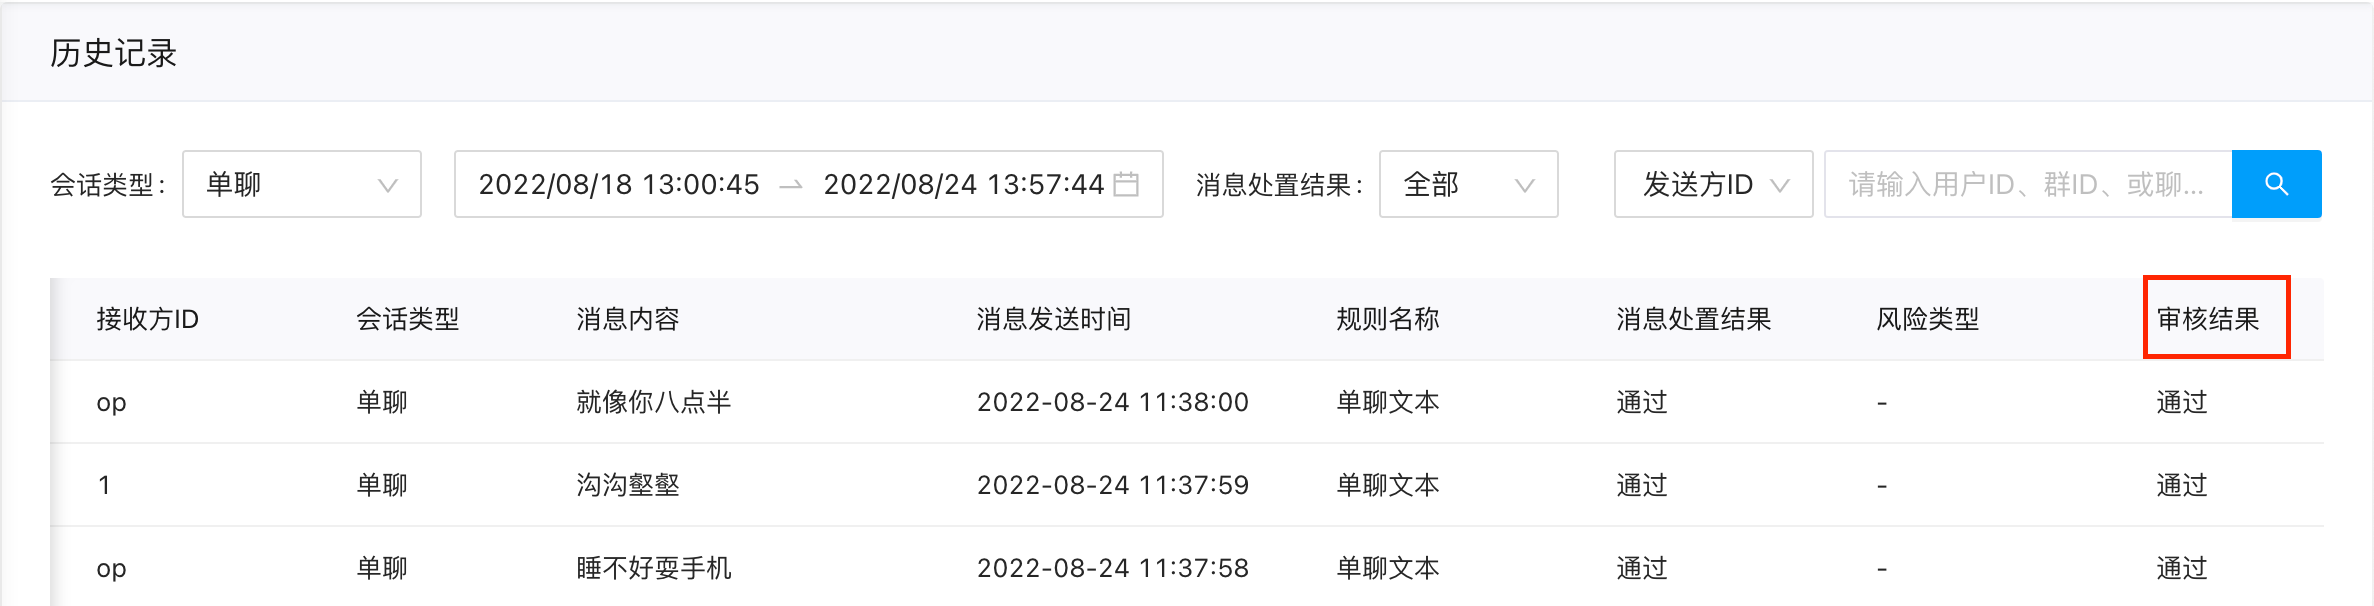 历史记录
会话类型: 单聊 2022/08/18 13:00:45 → 2022/08/24 13:57:44 消息处置结果: 全部 发送方ID 请输入用户ID、群ID、或聊...
接收方ID 会话类型 消息内容 消息发送时间 规则名称 消息处置结果 风险类型 审核结果
op 单聊 就像你八点半 2022-08-24 11:38:00 单聊文本 通过 - 通过
1 单聊 沟沟壑壑 2022-08-24 11:37:59 单聊文本 通过 - 通过
op 单聊 睡不好耍手机 2022-08-24 11:37:58 单聊文本 通过 - 通过